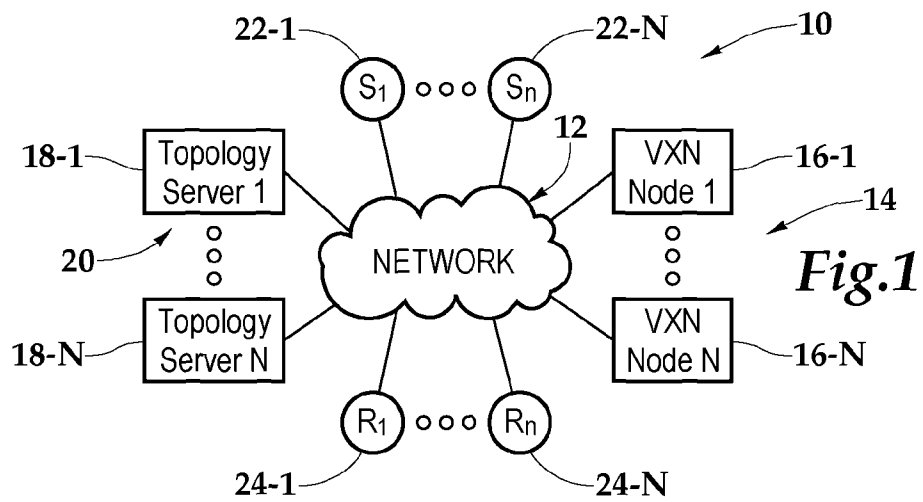 22-1 22-N 10
S1 Sn
12
18-1 Topology Server 1 VXN Node 1 16-1
20 NETWORK 14
Fig.1
18-N Topology Server N VXN Node N 16-N
R1 Rn
24-1 24-N